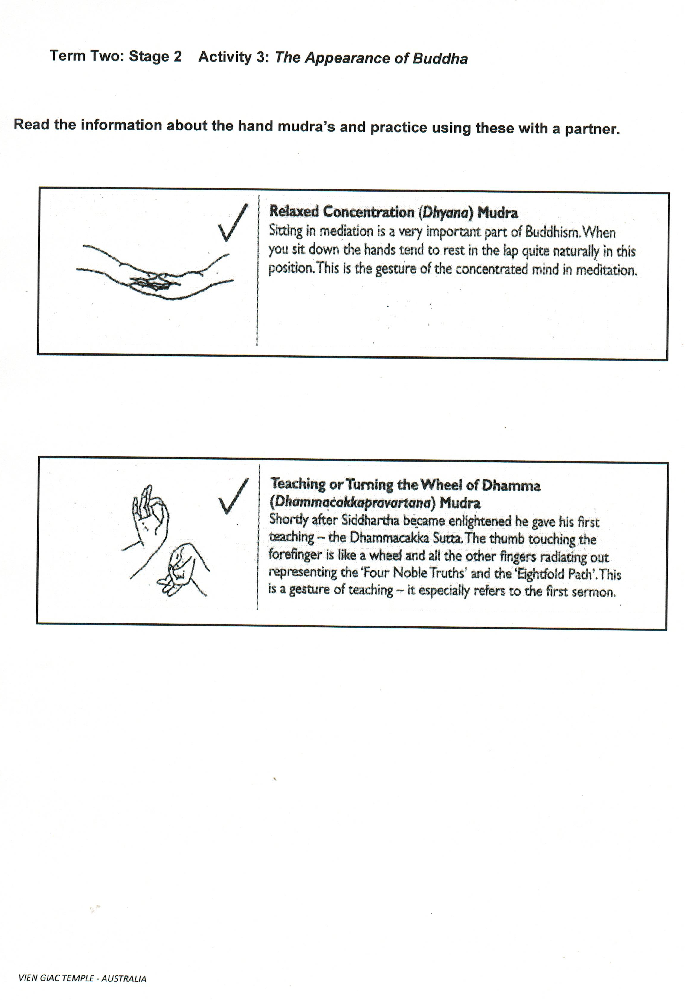 Term Two: Stage 2 Activity 3: The Appearance of Buddha
Read the information about the hand mudra's and practice using these with a partner.
Relaxed Concentration (Dhyana) Mudra
Sitting in mediation is a very important part of Buddhism. When
you sit down the hands tend to rest in the lap quite naturally in this
position. This is the gesture of the concentrated mind in meditation.
Teaching or Turning the Wheel of Dhamma
(Dhammacakkapravartana) Mudra
Shortly after Siddhartha became enlightened he gave his first
teaching – the Dhammacakka Sutta. The thumb touching the
forefinger is like a wheel and all the other fingers radiating out
representing the ‘Four Noble Truths’ and the ‘Eightfold Path’. This
is a gesture of teaching – it especially refers to the first sermon.
VIEN GIAC TEMPLE - AUSTRALIA